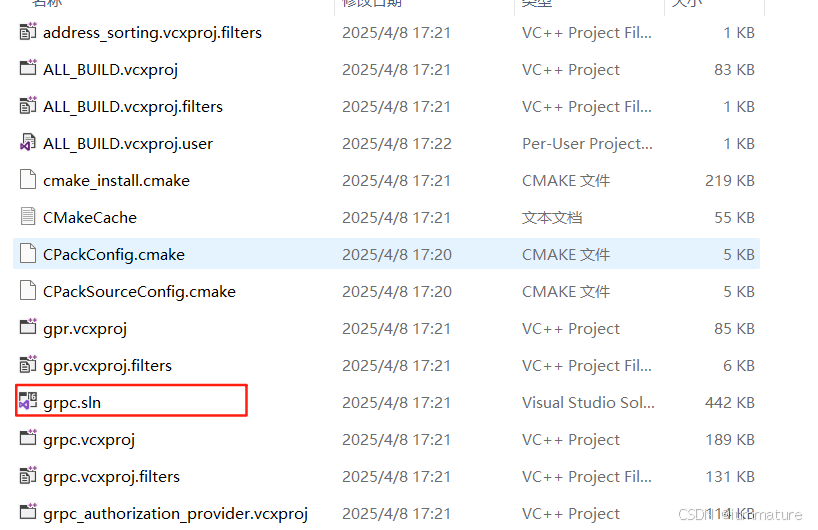 名称 修改日期 类型 大小
address_sorting.vcxproj.filters 2025/4/8 17:21 VC++ Project Fil... 1 KB
ALL_BUILD.vcxproj 2025/4/8 17:21 VC++ Project 83 KB
ALL_BUILD.vcxproj.filters 2025/4/8 17:21 VC++ Project Fil... 1 KB
ALL_BUILD.vcxproj.user 2025/4/8 17:22 Per-User Project... 1 KB
cmake_install.cmake 2025/4/8 17:21 CMAKE 文件 219 KB
CMakeCache 2025/4/8 17:21 文本文档 55 KB
CPackConfig.cmake 2025/4/8 17:20 CMAKE 文件 5 KB
CPackSourceConfig.cmake 2025/4/8 17:20 CMAKE 文件 5 KB
gpr.vcxproj 2025/4/8 17:21 VC++ Project 85 KB
gpr.vcxproj.filters 2025/4/8 17:21 VC++ Project Fil... 6 KB
grpc.sln 2025/4/8 17:21 Visual Studio Sol... 442 KB
grpc.vcxproj 2025/4/8 17:21 VC++ Project 189 KB
grpc.vcxproj.filters 2025/4/8 17:21 VC++ Project Fil... 131 KB
grpc_authorization_provider.vcxproj 2025/4/8 17:21 VC++ Project 114 KB
CSDN